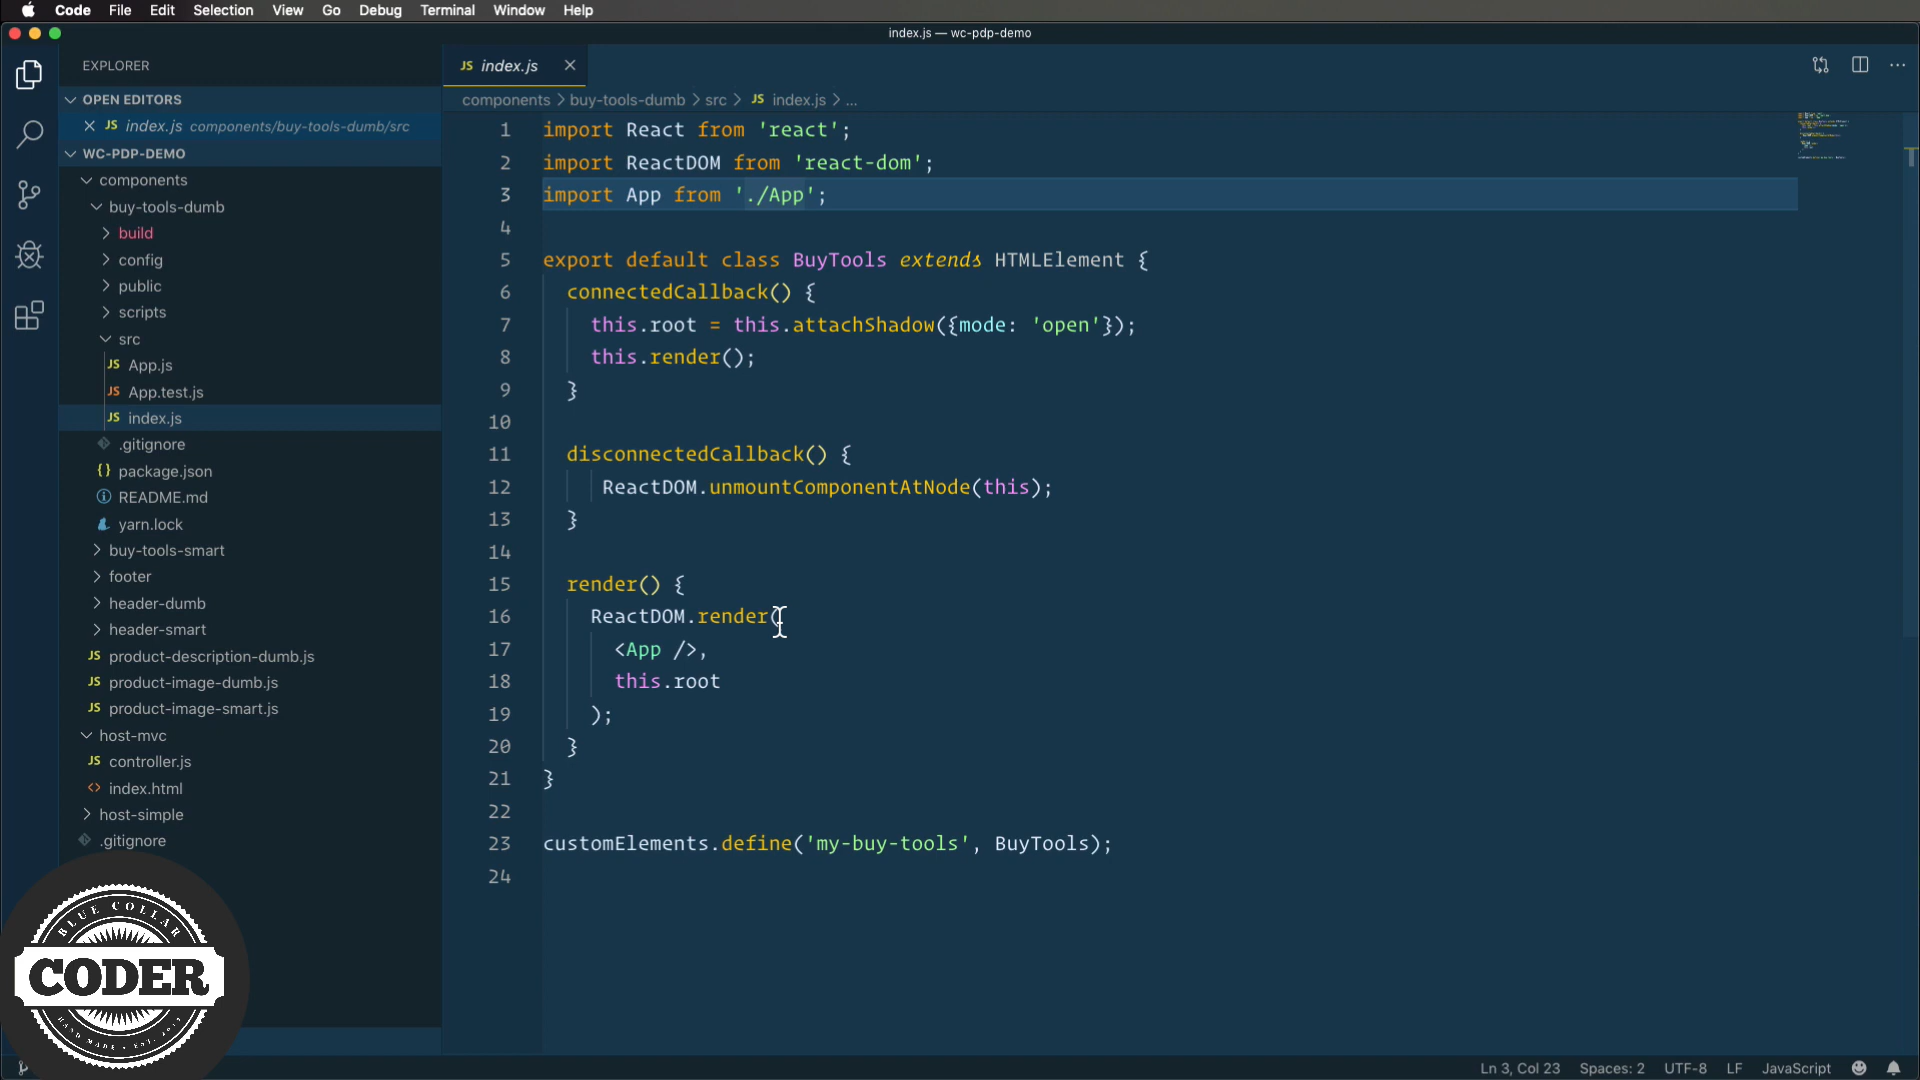 Code File Edit Selection View Go Debug Terminal Window Help
index.js — wc-pdp-demo
EXPLORER
OPEN EDITORS
index.js components/buy-tools-dumb/src
WC-PDP-DEMO
components
buy-tools-dumb
build
config
public
scripts
src
JS App.js
JS App.test.js
JS index.js
.gitignore
{} package.json
README.md
yarn.lock
buy-tools-smart
footer
header-dumb
header-smart
JS product-description-dumb.js
JS product-image-dumb.js
JS product-image-smart.js
host-mvc
JS controller.js
<> index.html
host-simple
.gitignore
JS index.js
components > buy-tools-dumb > src > JS index.js > ...
1 import React from 'react';
2 import ReactDOM from 'react-dom';
3 import App from './App';
4
5 export default class BuyTools extends HTMLElement {
6 connectedCallback() {
7 this.root = this.attachShadow({mode: 'open'});
8 this.render();
9 }
10
11 disconnectedCallback() {
12 ReactDOM.unmountComponentAtNode(this);
13 }
14
15 render() {
16 ReactDOM.render(
17 <App />,
18 this.root
19 );
20 }
21 }
22
23 customElements.define('my-buy-tools', BuyTools);
24
BLUE COLLAR
CODER
HAND MADE • EST. 2013
Ln 3, Col 23 Spaces: 2 UTF-8 LF JavaScript